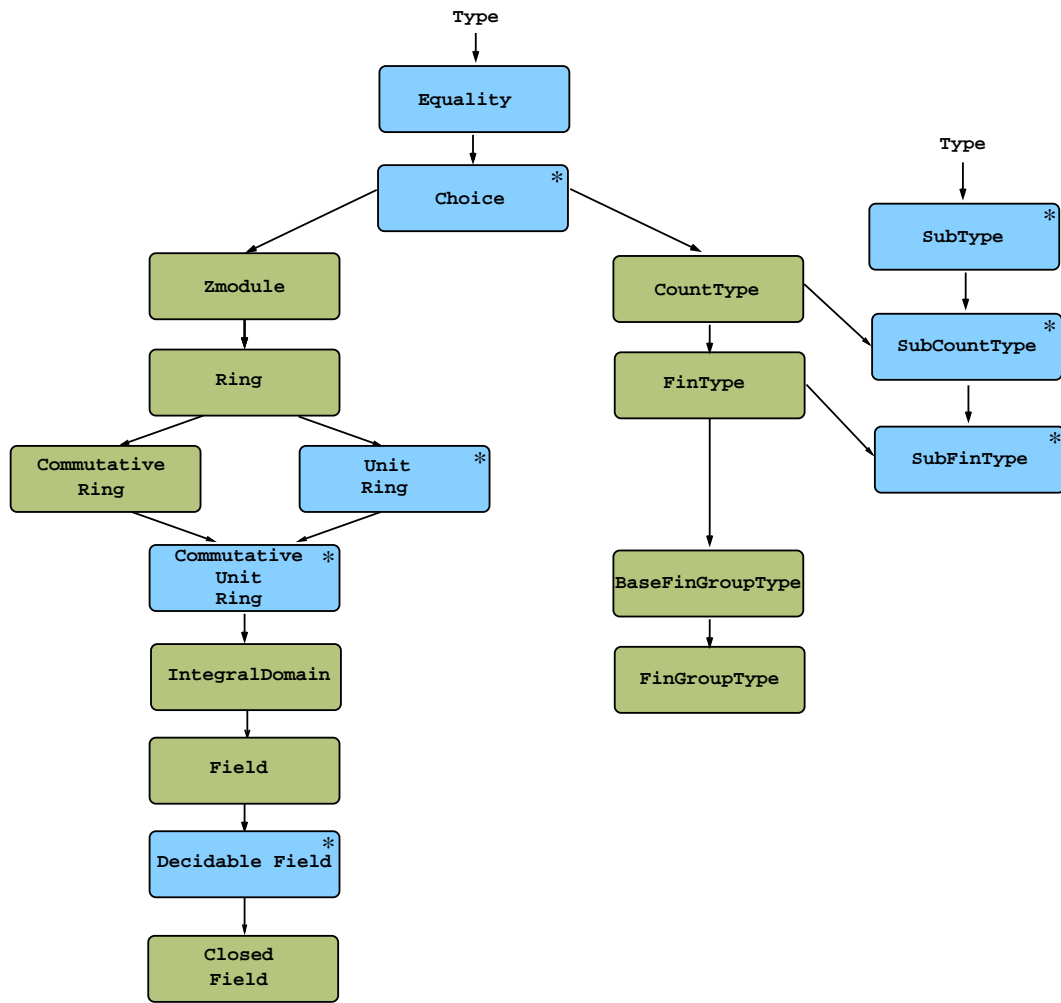 Type
Equality
Type
*
Choice
*
SubType
Zmodule
CountType
*
SubCountType
Ring
FinType
*
SubFinType
Commutative
Ring
*
Unit
Ring
*
Commutative
Unit
Ring
BaseFinGroupType
IntegralDomain
FinGroupType
Field
*
Decidable Field
Closed
Field